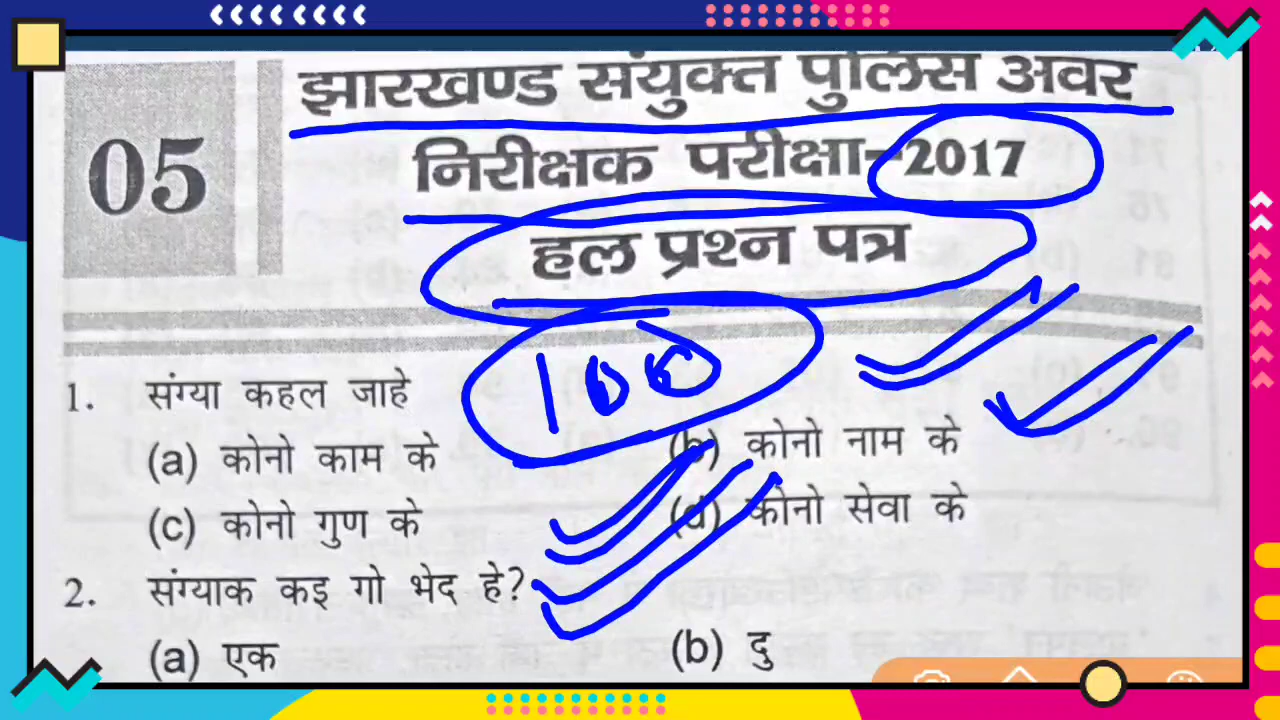 05
झारखण्ड संयुक्त पुलिस अवर
निरीक्षक परीक्षा-2017
हल प्रश्न पत्र
100
1. संग्या कहल जाहे
(a) कोनो काम के (b) कोनो नाम के
(c) कोनो गुण के (d) कोनो सेवा के
2. संग्याक कइ गो भेद हे?
(a) एक (b) दु